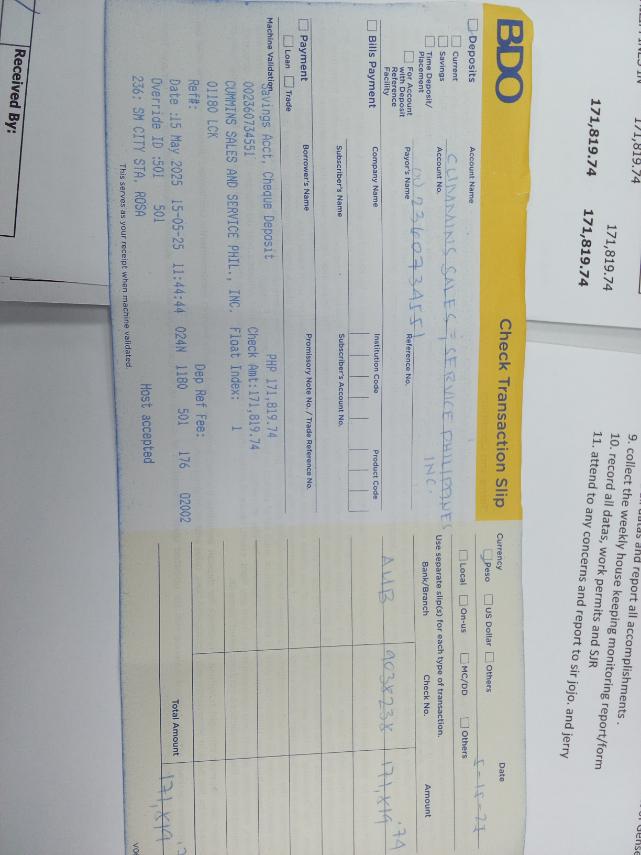 171,819.74
171,819.74
171,819.74
171,819.74
9. collect the weekly house keeping monitoring report/form
10. record all datas, work permits and SJR
11. attend to any concerns and report to sir jojo. and jerry
and report all accomplishments .
BDO
Check Transaction Slip
Deposits
Current
Savings
Time Deposit/
Placement
For Account
with Deposit
Reference
Facility
Account Name
CUMMINS SALES & SERVICE PHILIPPINES
INC.
Account No.
002360734551
Payor's Name
Reference No.
Bills Payment
Company Name
Institution Code
Product Code
Subscriber's Name
Subscriber's Account No.
Payment
Loan
Trade
Borrower's Name
Promissory Note No. / Trade Reference No.
Currency
Peso
US Dollar
Others
Date
Local
On-us
MC/DD
Others
Use separate slip(s) for each type of transaction.
Bank/Branch
Check No.
Amount
AUB
171,819.74
Total Amount
171,819
Machine Validation
Savings Acct, Cheque Deposit PHP 171,819.74
002360734551 Check Amt:171,819.74
CUMMINS SALES AND SERVICE PHIL., INC. Float Index: 1
01180 LCK
Ref#: Dep Ref Fee:
Date :15 May 2025 15-05-25 11:44:44 024N 1180 501 176 02002
Override ID :501 501 Host accepted
236: SM CITY STA. ROSA
This serves as your receipt when machine validated.
Received By: